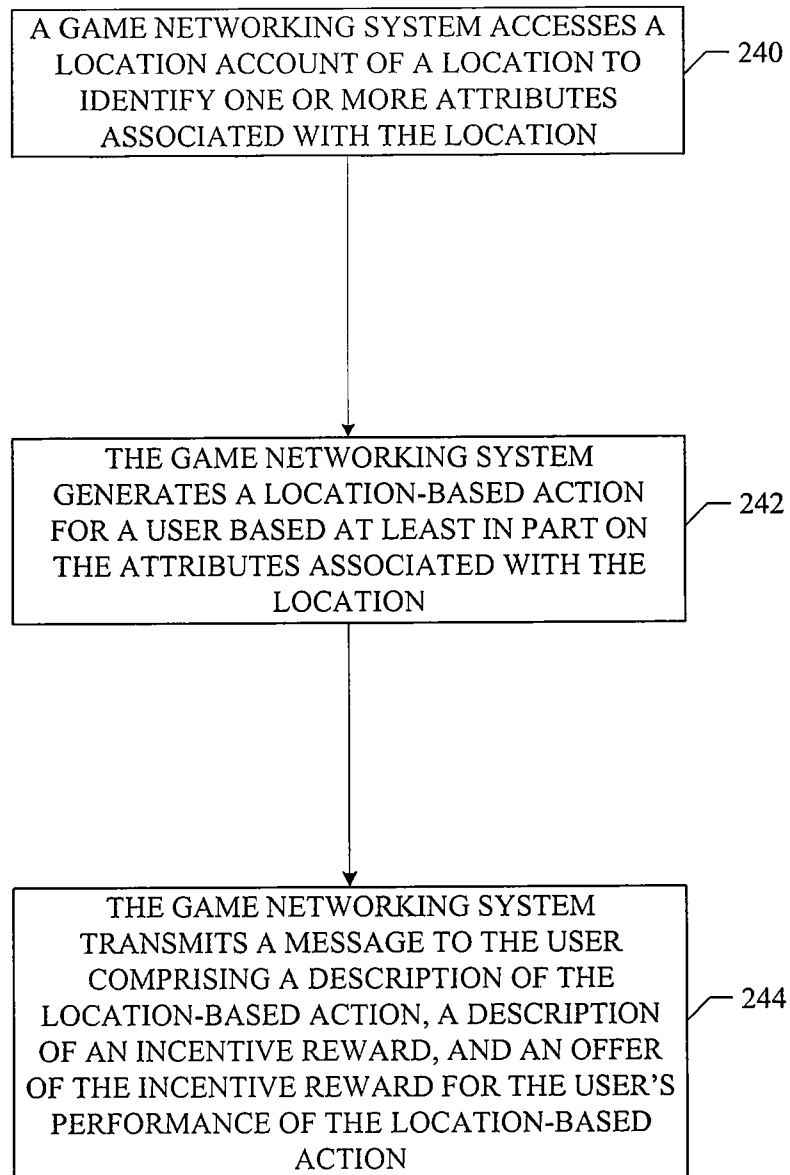 A GAME NETWORKING SYSTEM ACCESSES A
LOCATION ACCOUNT OF A LOCATION TO
IDENTIFY ONE OR MORE ATTRIBUTES
ASSOCIATED WITH THE LOCATION
240
THE GAME NETWORKING SYSTEM
GENERATES A LOCATION-BASED ACTION
FOR A USER BASED AT LEAST IN PART ON
THE ATTRIBUTES ASSOCIATED WITH THE
LOCATION
242
THE GAME NETWORKING SYSTEM
TRANSMITS A MESSAGE TO THE USER
COMPRISING A DESCRIPTION OF THE
LOCATION-BASED ACTION, A DESCRIPTION
OF AN INCENTIVE REWARD, AND AN OFFER
OF THE INCENTIVE REWARD FOR THE USER'S
PERFORMANCE OF THE LOCATION-BASED
ACTION
244